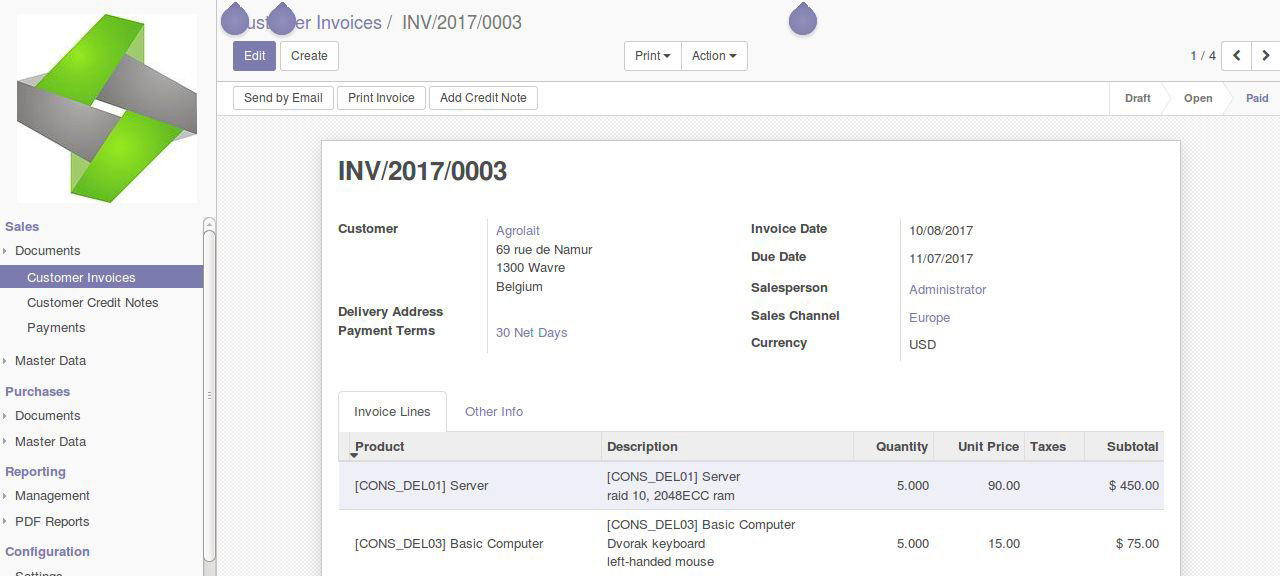 ust er Invoices / INV/2017/0003
Edit Create Print Action 1 / 4
Send by Email Print Invoice Add Credit Note Draft Open Paid
INV/2017/0003
Sales
Documents
Customer Invoices
Customer Credit Notes
Payments
Master Data
Purchases
Documents
Master Data
Reporting
Management
PDF Reports
Configuration
Settings
Customer Agrolait
69 rue de Namur
1300 Wavre
Belgium
Delivery Address
Payment Terms 30 Net Days
Invoice Date 10/08/2017
Due Date 11/07/2017
Salesperson Administrator
Sales Channel Europe
Currency USD
Invoice Lines Other Info
Product Description Quantity Unit Price Taxes Subtotal
[CONS_DEL01] Server [CONS_DEL01] Server 5.000 90.00 $ 450.00
raid 10, 2048ECC ram
[CONS_DEL03] Basic Computer [CONS_DEL03] Basic Computer 5.000 15.00 $ 75.00
Dvorak keyboard
left-handed mouse